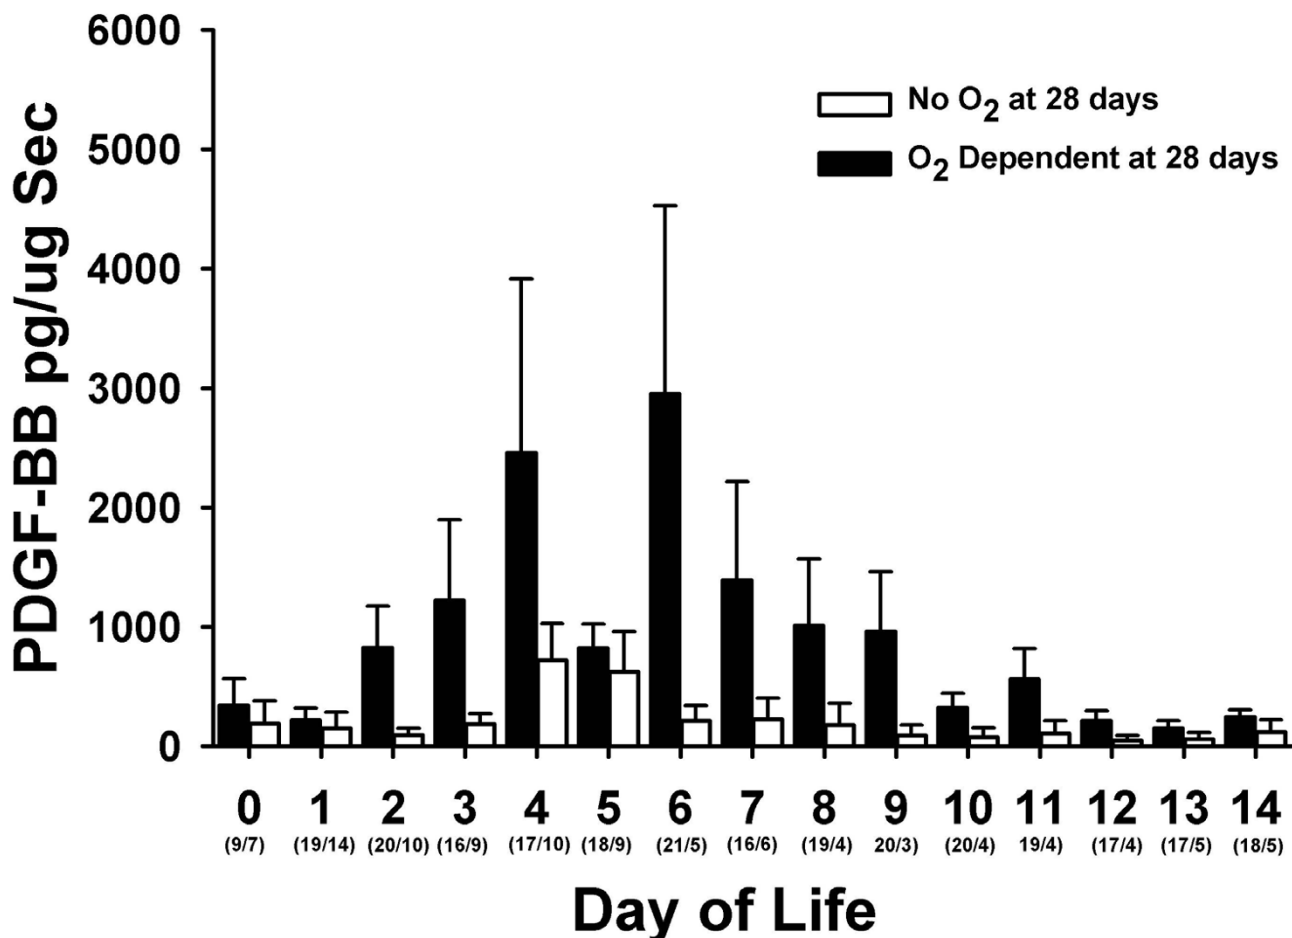 6000
5000
4000
3000
2000
1000
0
PDGF-BB pg/ug Sec
No O₂ at 28 days
O₂ Dependent at 28 days
0 1 2 3 4 5 6 7 8 9 10 11 12 13 14
(9/7) (19/14) (20/10) (16/9) (17/10) (18/9) (21/5) (16/6) (19/4) 20/3) (20/4) 19/4) (17/4) (17/5) (18/5)
Day of Life